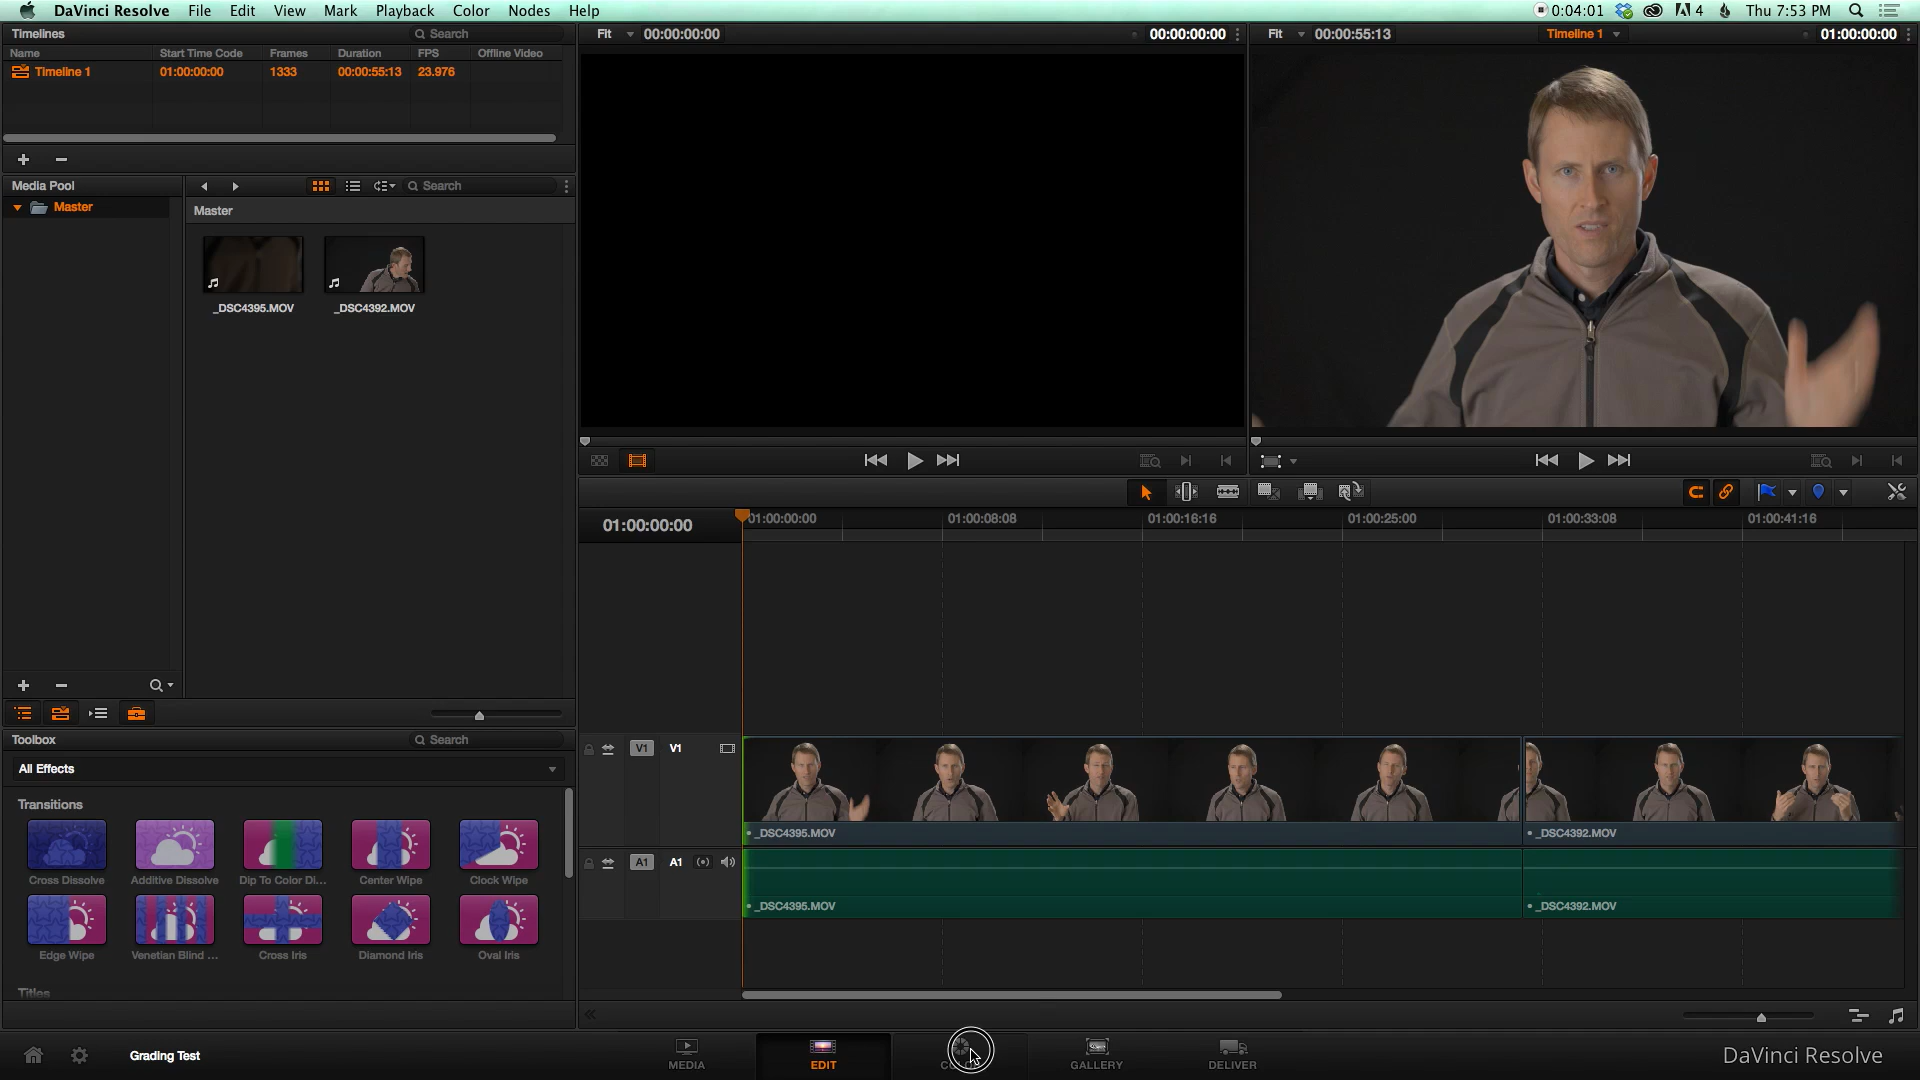 DaVinci Resolve File Edit View Mark Playback Color Nodes Help 0:04:01 4 Thu 7:53 PM
Timelines Search Fit 00:00:00:00 00:00:00:00 Fit 00:00:55:13 Timeline 1 01:00:00:00
Name Start Time Code Frames Duration FPS Offline Video
Timeline 1 01:00:00:00 1333 00:00:55:13 23.976
Media Pool Search
Master
Master
_DSC4395.MOV _DSC4392.MOV
01:00:00:00 01:00:00:00 01:00:08:08 01:00:16:16 01:00:25:00 01:00:33:08 01:00:41:16
Toolbox Search
All Effects
Transitions
Cross Dissolve Additive Dissolve Dip To Color Di... Center Wipe Clock Wipe
Edge Wipe Venetian Blind ... Cross Iris Diamond Iris Oval Iris
Titles
V1 V1
_DSC4395.MOV _DSC4392.MOV
A1 A1
_DSC4395.MOV _DSC4392.MOV
Grading Test MEDIA EDIT GALLERY DELIVER DaVinci Resolve